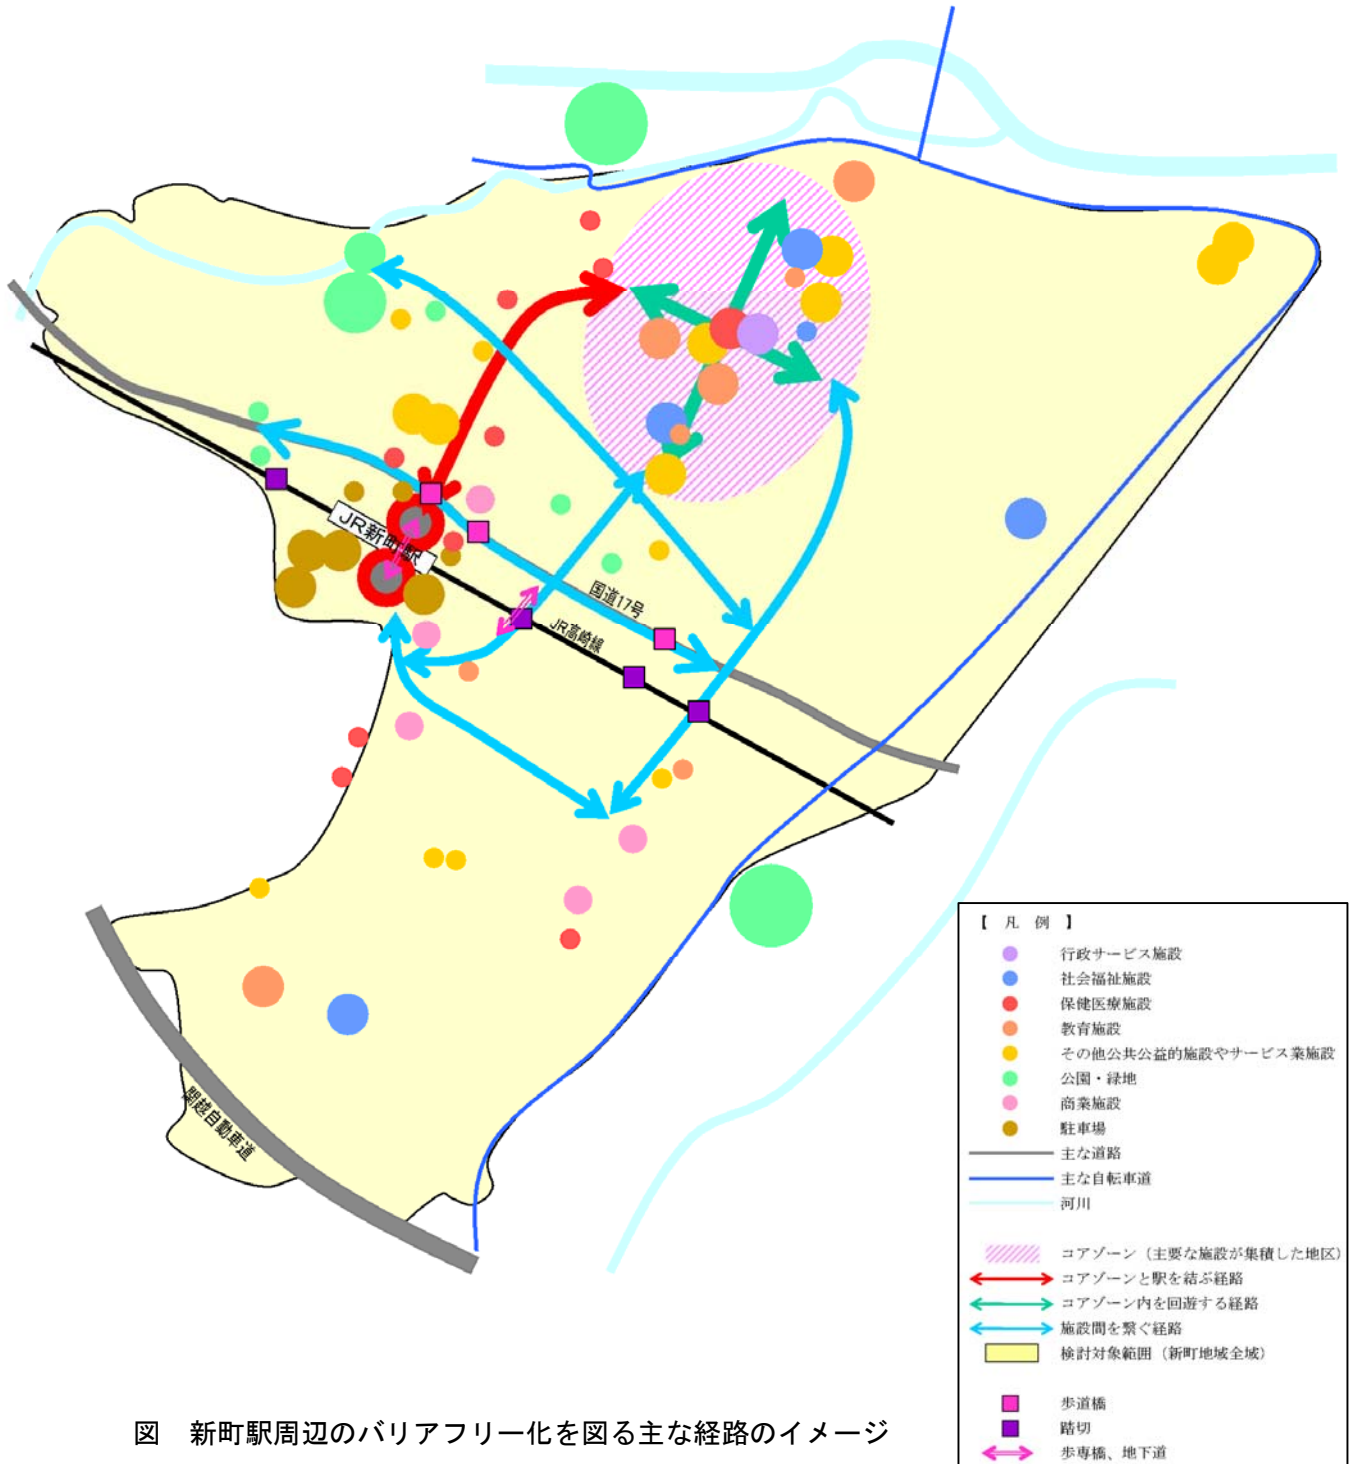 JR新町駅
国道17号
JR高崎線
関越自動車道
【 凡 例 】
行政サービス施設
社会福祉施設
保健医療施設
教育施設
その他公共公益的施設やサービス業施設
公園・緑地
商業施設
駐車場
主な道路
主な自転車道
河川
コアゾーン（主要な施設が集積した地区）
コアゾーンと駅を結ぶ経路
コアゾーン内を回遊する経路
施設間を繋ぐ経路
検討対象範囲（新町地域全域）
歩道橋
踏切
歩専橋、地下道
図 新町駅周辺のバリアフリー化を図る主な経路のイメージ